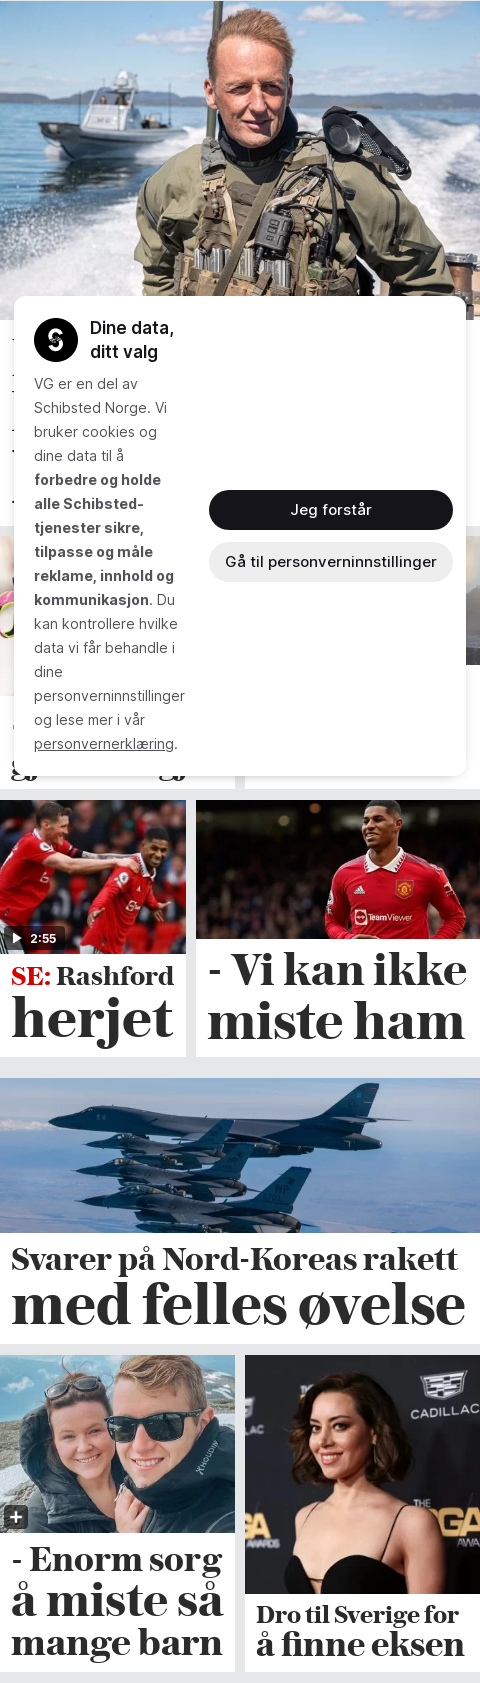 Dine data,
ditt valg
VG er en del av
Schibsted Norge. Vi
bruker cookies og
dine data til å
forbedre og holde
alle Schibsted-
tjenester sikre,
tilpasse og måle
reklame, innhold og
kommunikasjon. Du
kan kontrollere hvilke
data vi får behandle i
dine
personverninnstillinger
og lese mer i vår
personvernerklæring.
Jeg forstår
Gå til personverninnstillinger
2:55
TeamViewer
SE: Rashford
herjet
- Vi kan ikke
miste ham
Svarer på Nord-Koreas rakett
med felles øvelse
HOUDINI
- Enorm sorg
å miste så
mange barn
CADILLAC
THE
Dro til Sverige for
å finne eksen